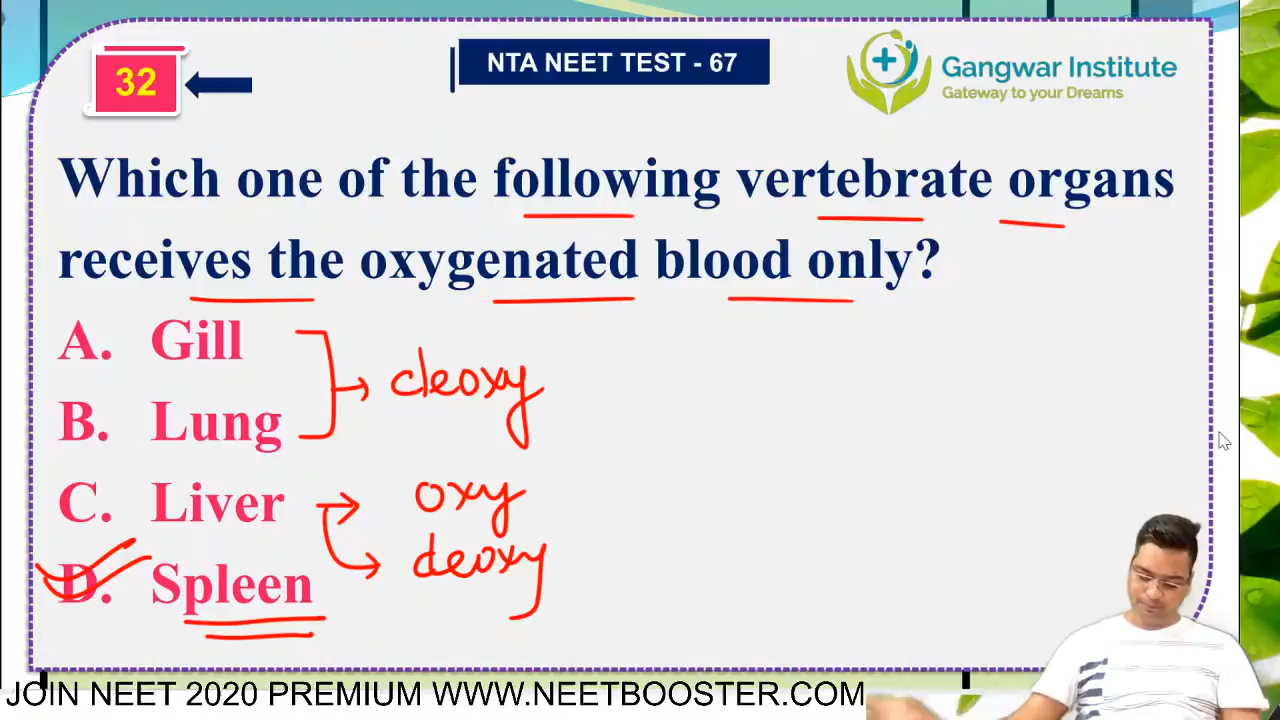 32
NTA NEET TEST - 67
Gangwar Institute
Gateway to your Dreams
Which one of the following vertebrate organs
receives the oxygenated blood only?
A. Gill
deoxy
B. Lung
C. Liver
oxy
deoxy
D. Spleen
JOIN NEET 2020 PREMIUM WWW.NEETBOOSTER.COM